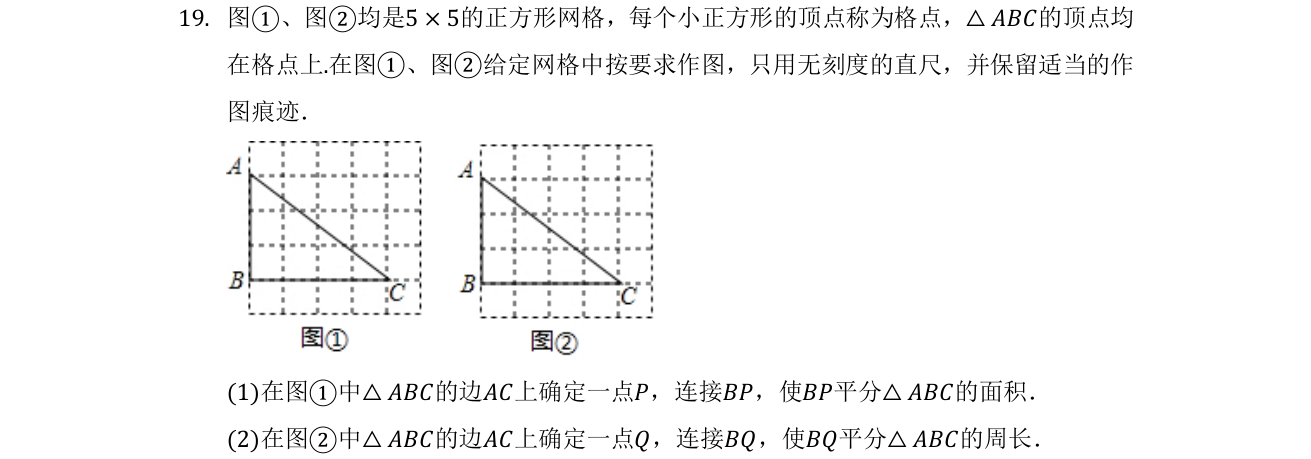 19. 图①、图②均是5×5的正方形网格，每个小正方形的顶点称为格点，△ABC的顶点均
在格点上.在图①、图②给定网格中按要求作图，只用无刻度的直尺，并保留适当的作
图痕迹．
A
B
C
图①
A
B
C
图②
(1)在图①中△ABC的边AC上确定一点P，连接BP，使BP平分△ABC的面积．
(2)在图②中△ABC的边AC上确定一点Q，连接BQ，使BQ平分△ABC的周长．